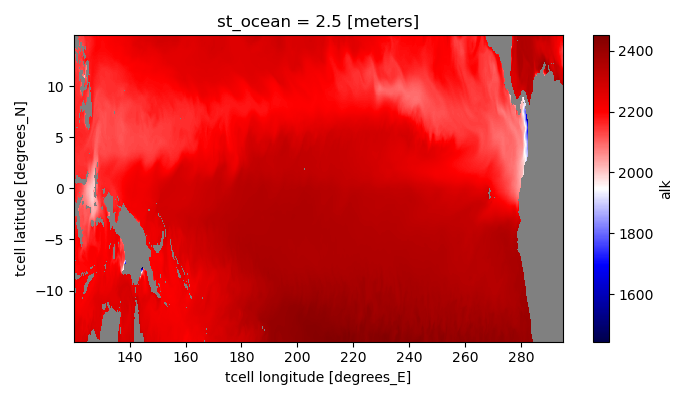 st_ocean = 2.5 [meters]
tcell latitude [degrees_N]
10
5
0
−5
−10
140 160 180 200 220 240 260 280
tcell longitude [degrees_E]
2400
2200
2000
1800
1600
alk